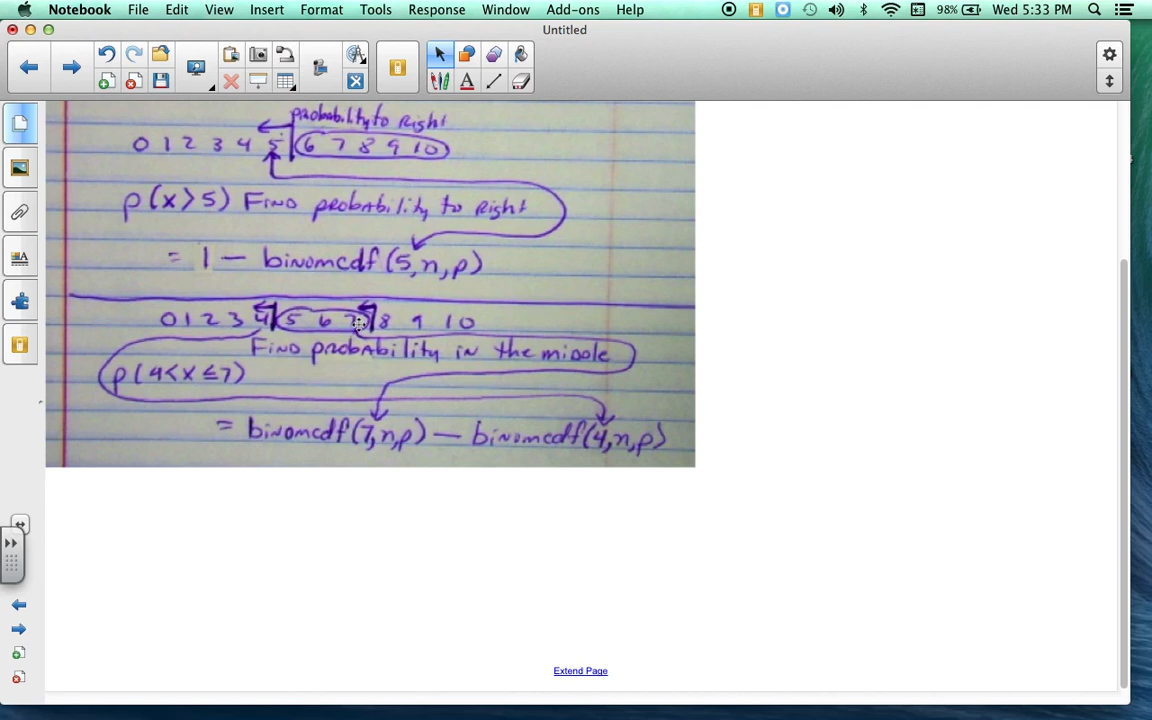 Notebook File Edit View Insert Format Tools Response Window Add-ons Help 98% Wed 5:33 PM
Untitled
probability to Right
0 1 2 3 4 5 6 7 8 9 10
p(x>5) Find probability to Right
= 1 - binomcdf(5,n,p)
0 1 2 3 4 5 6 7 8 9 10
Find probability in the middle
p(4<x≤7)
= binomcdf(7,n,p) - binomcdf(4,n,p)
Extend Page